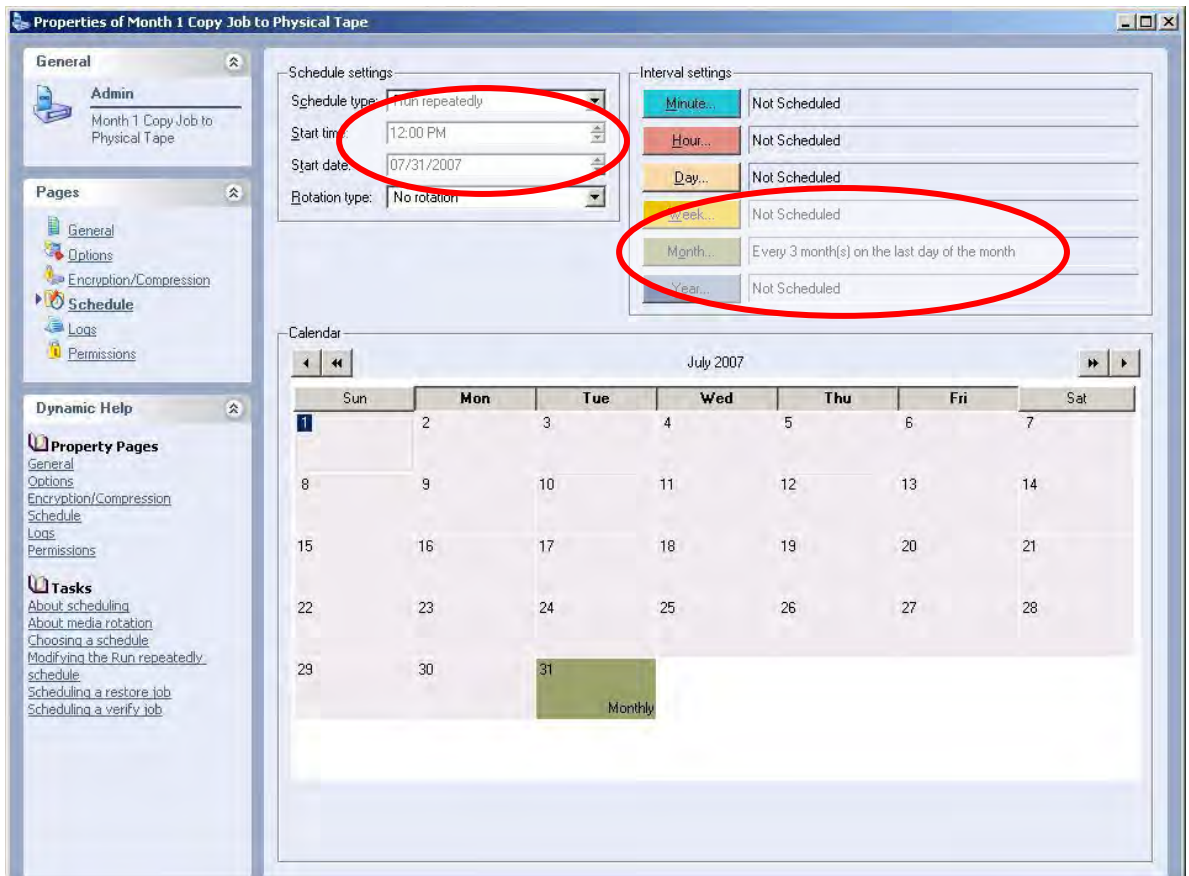 Properties of Month 1 Copy Job to Physical Tape
General
Admin
Month 1 Copy Job to
Physical Tape
Pages
General
Options
Encryption/Compression
Schedule
Logs
Permissions
Dynamic Help
Property Pages
General
Options
Encryption/Compression
Schedule
Logs
Permissions
Tasks
About scheduling
About media rotation
Choosing a schedule
Modifying the Run repeatedly
schedule
Scheduling a restore job
Scheduling a verify job
Schedule settings
Schedule type: Run repeatedly
Start time: 12:00 PM
Start date: 07/31/2007
Rotation type: No rotation
Interval settings
Minute... Not Scheduled
Hour... Not Scheduled
Day... Not Scheduled
Week... Not Scheduled
Month... Every 3 month(s) on the last day of the month
Year... Not Scheduled
Calendar
July 2007
Sun Mon Tue Wed Thu Fri Sat
1 2 3 4 5 6 7
8 9 10 11 12 13 14
15 16 17 18 19 20 21
22 23 24 25 26 27 28
29 30 31
Monthly